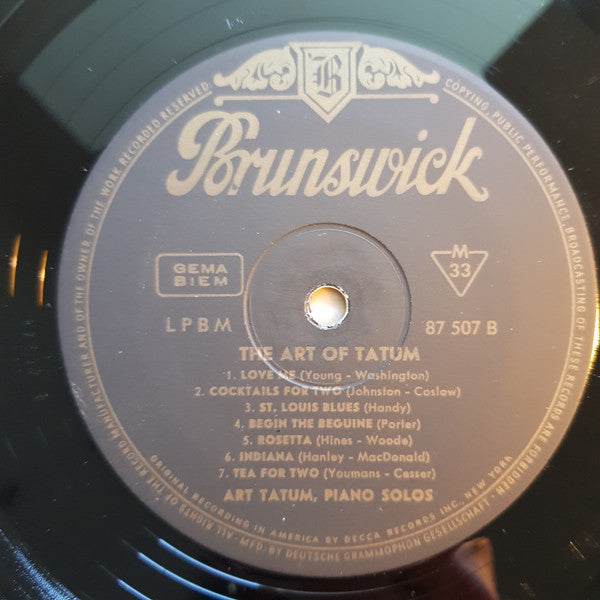 B
Brunswick
GEMA
BIEM
M
33
LPBM
87 507 B
THE ART OF TATUM
1. LOVE ME (Young - Washington)
2. COCKTAILS FOR TWO (Johnston - Coslow)
3. ST. LOUIS BLUES (Handy)
4. BEGIN THE BEGUINE (Porter)
5. ROSETTA (Hines - Woode)
6. INDIANA (Hanley - MacDonald)
7. TEA FOR TWO (Youmans - Cesser)
ART TATUM, PIANO SOLOS
ORIGINAL RECORDING IN AMERICA BY DECCA RECORDS INC., NEW YORK
MFG. BY DEUTSCHE GRAMMOPHON GESELLSCHAFT · ALL RIGHTS OF THE RECORD MANUFACTURER AND OF THE OWNER OF THE WORK RECORDED RESERVED. COPYING, PUBLIC PERFORMANCE, BROADCASTING OF THESE RECORDS ARE FORBIDDEN